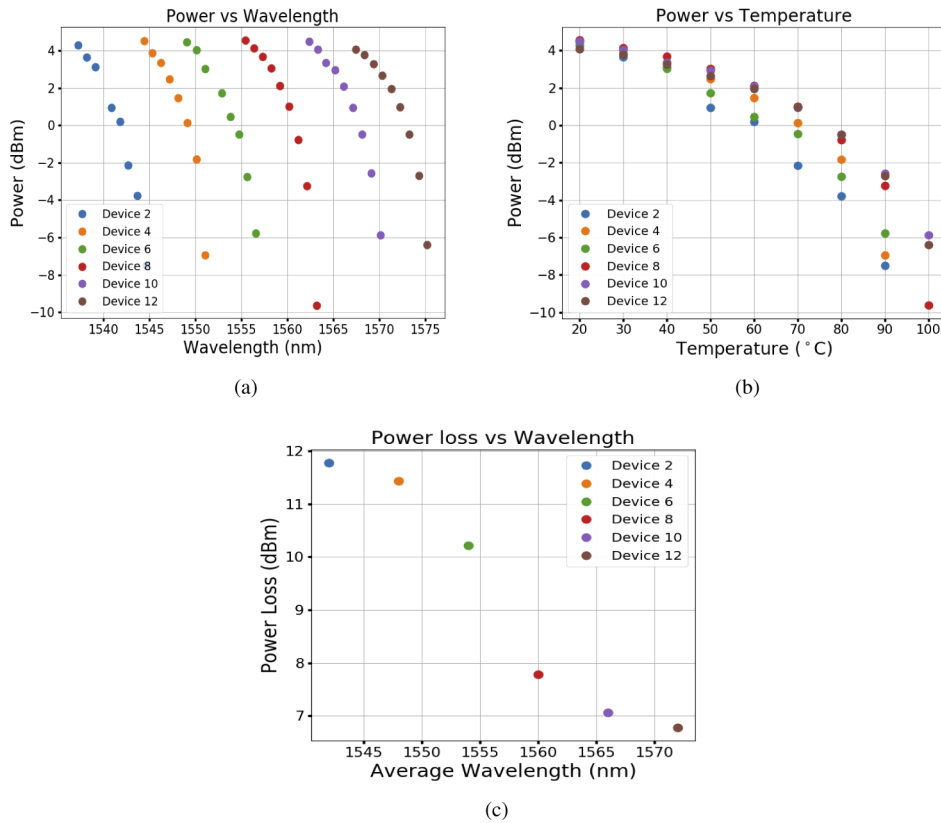 Power vs Wavelength
Power (dBm)
4
2
0
−2
−4
−6
−8
−10
Device 2
Device 4
Device 6
Device 8
Device 10
Device 12
1540 1545 1550 1555 1560 1565 1570 1575
Wavelength (nm)
(a)
Power vs Temperature
Power (dBm)
4
2
0
−2
−4
−6
−8
−10
Device 2
Device 4
Device 6
Device 8
Device 10
Device 12
20 30 40 50 60 70 80 90 100
Temperature (°C)
(b)
Power loss vs Wavelength
Power Loss (dBm)
12
11
10
9
8
7
Device 2
Device 4
Device 6
Device 8
Device 10
Device 12
1545 1550 1555 1560 1565 1570
Average Wavelength (nm)
(c)